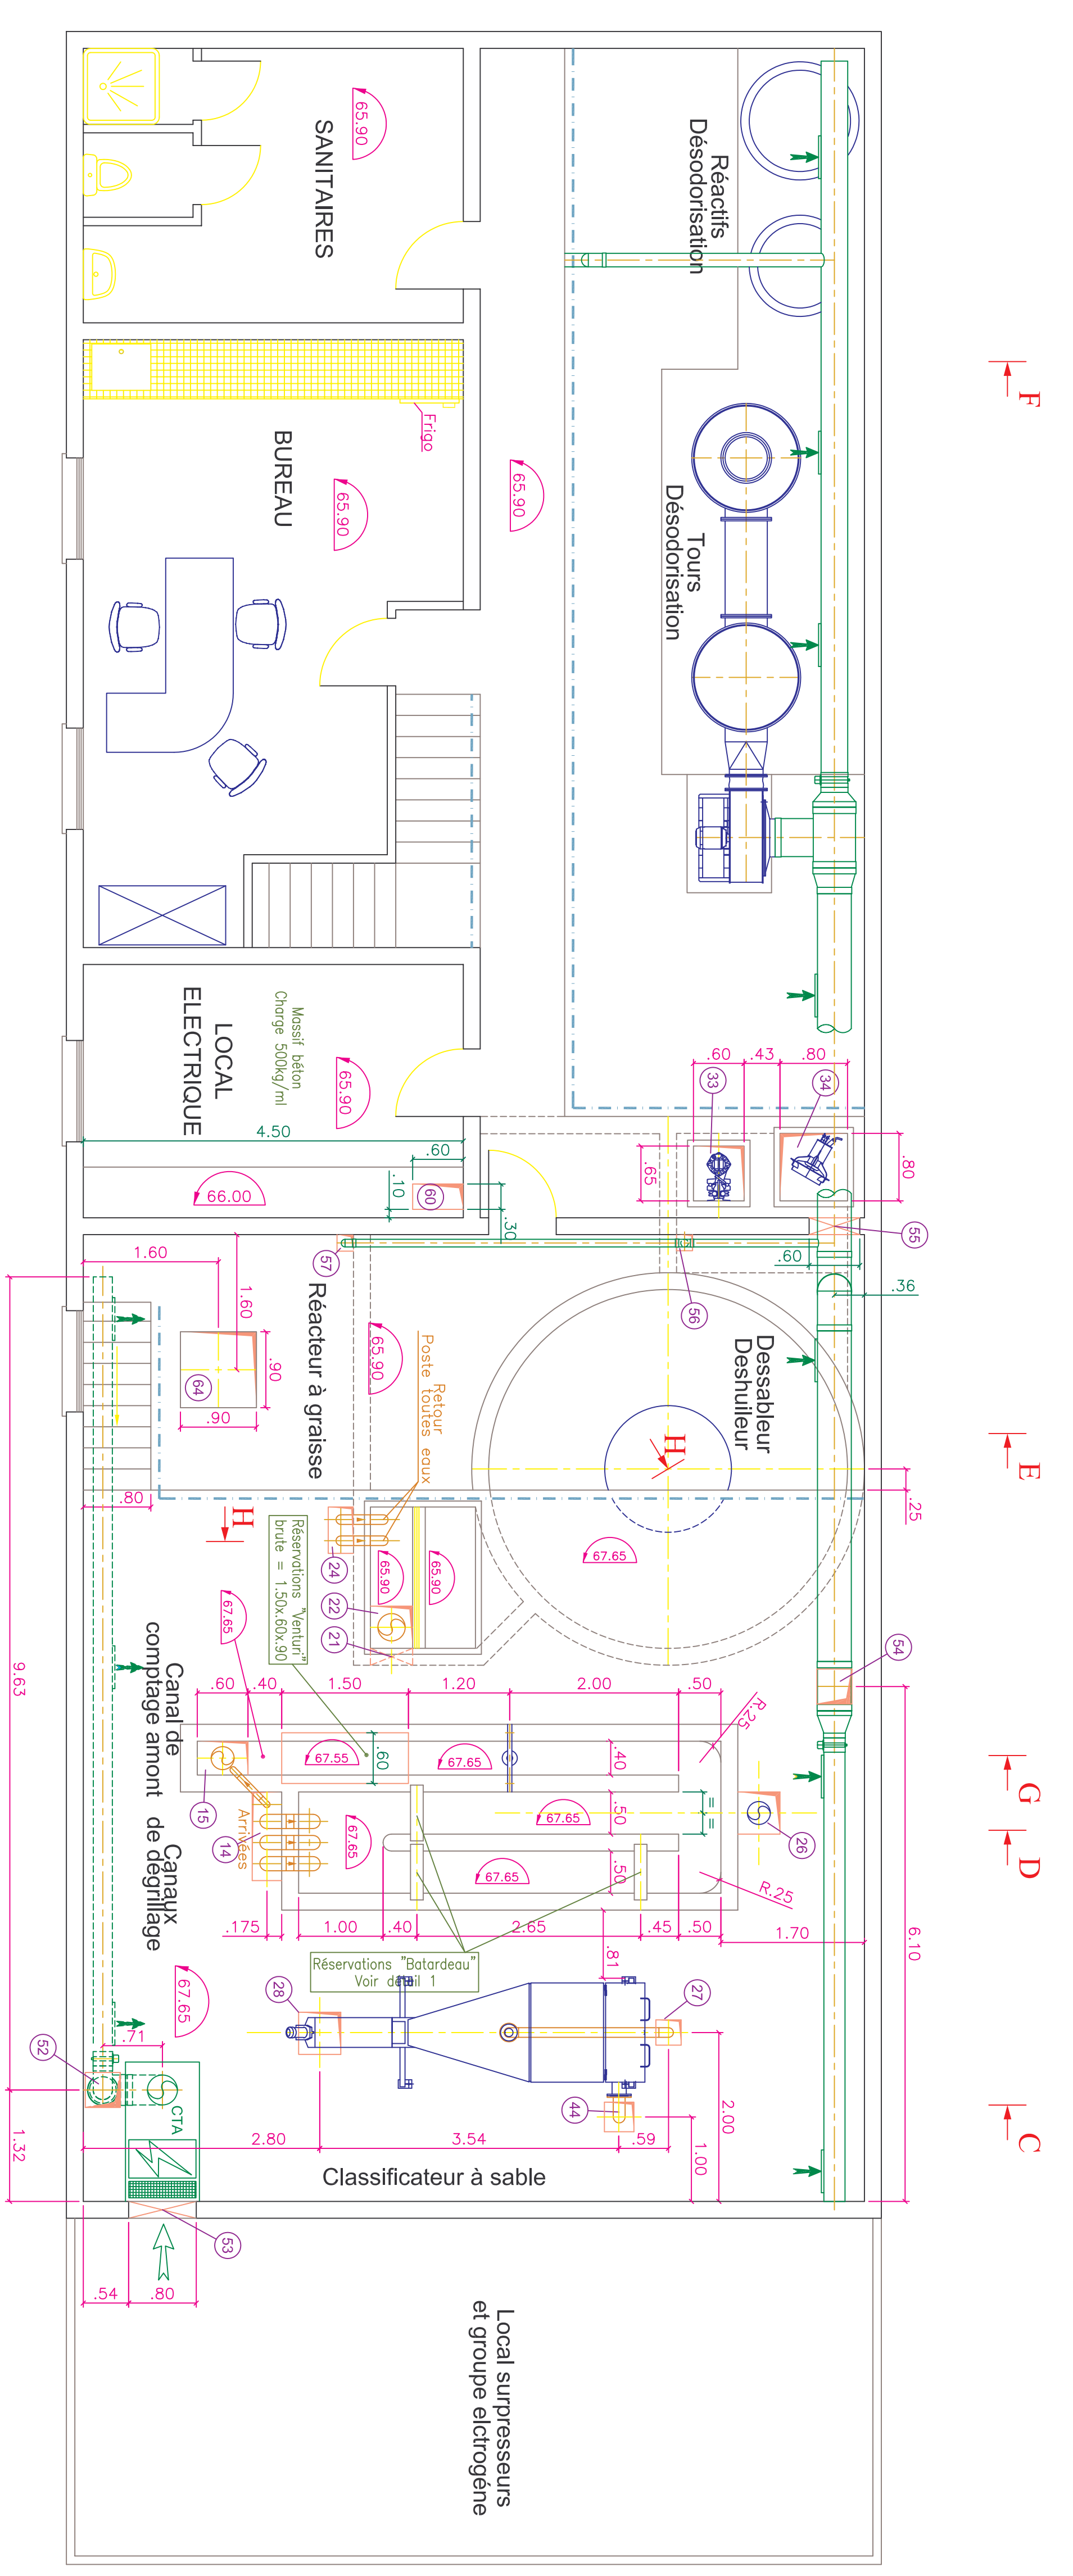 Réactifs
Désodorisation
65.90
SANITAIRES
F
Frigo
BUREAU
65.90
65.90
Tours
Désodorisation
LOCAL
ELECTRIQUE
Massif béton
Charge 500kg/ml
65.90
4.50
.60
.10
60
.30
66.00
.60
.43
.80
33
34
.65
.80
55
.60
.36
57
56
1.60
1.60
.90
.90
64
.80
Réacteur à graisse
65.90
Retour
Poste toutes eaux
Dessableur
Deshuileur
H
E
.25
H
Réservations "Venturi"
brute = 1.50x.60x.90
24
22
21
65.90
65.90
67.65
54
67.65
.60
.40
1.50
1.20
2.00
.50
R.25
67.55
.60
67.65
.40
15
14
Arrivées
67.65
67.65
.50
=
=
26
G
D
67.65
.50
R.25
.175
1.00
.40
2.65
.45
.50
1.70
6.10
Canal de
comptage amont
Canaux
de dégrillage
9.63
Réservations "Batardeau"
Voir détail 1
.81
67.65
28
27
.71
52
CTA
44
2.00
1.00
2.80
3.54
.59
C
1.32
Classificateur à sable
53
.54
.80
Local surpresseurs
et groupe elctrogéne